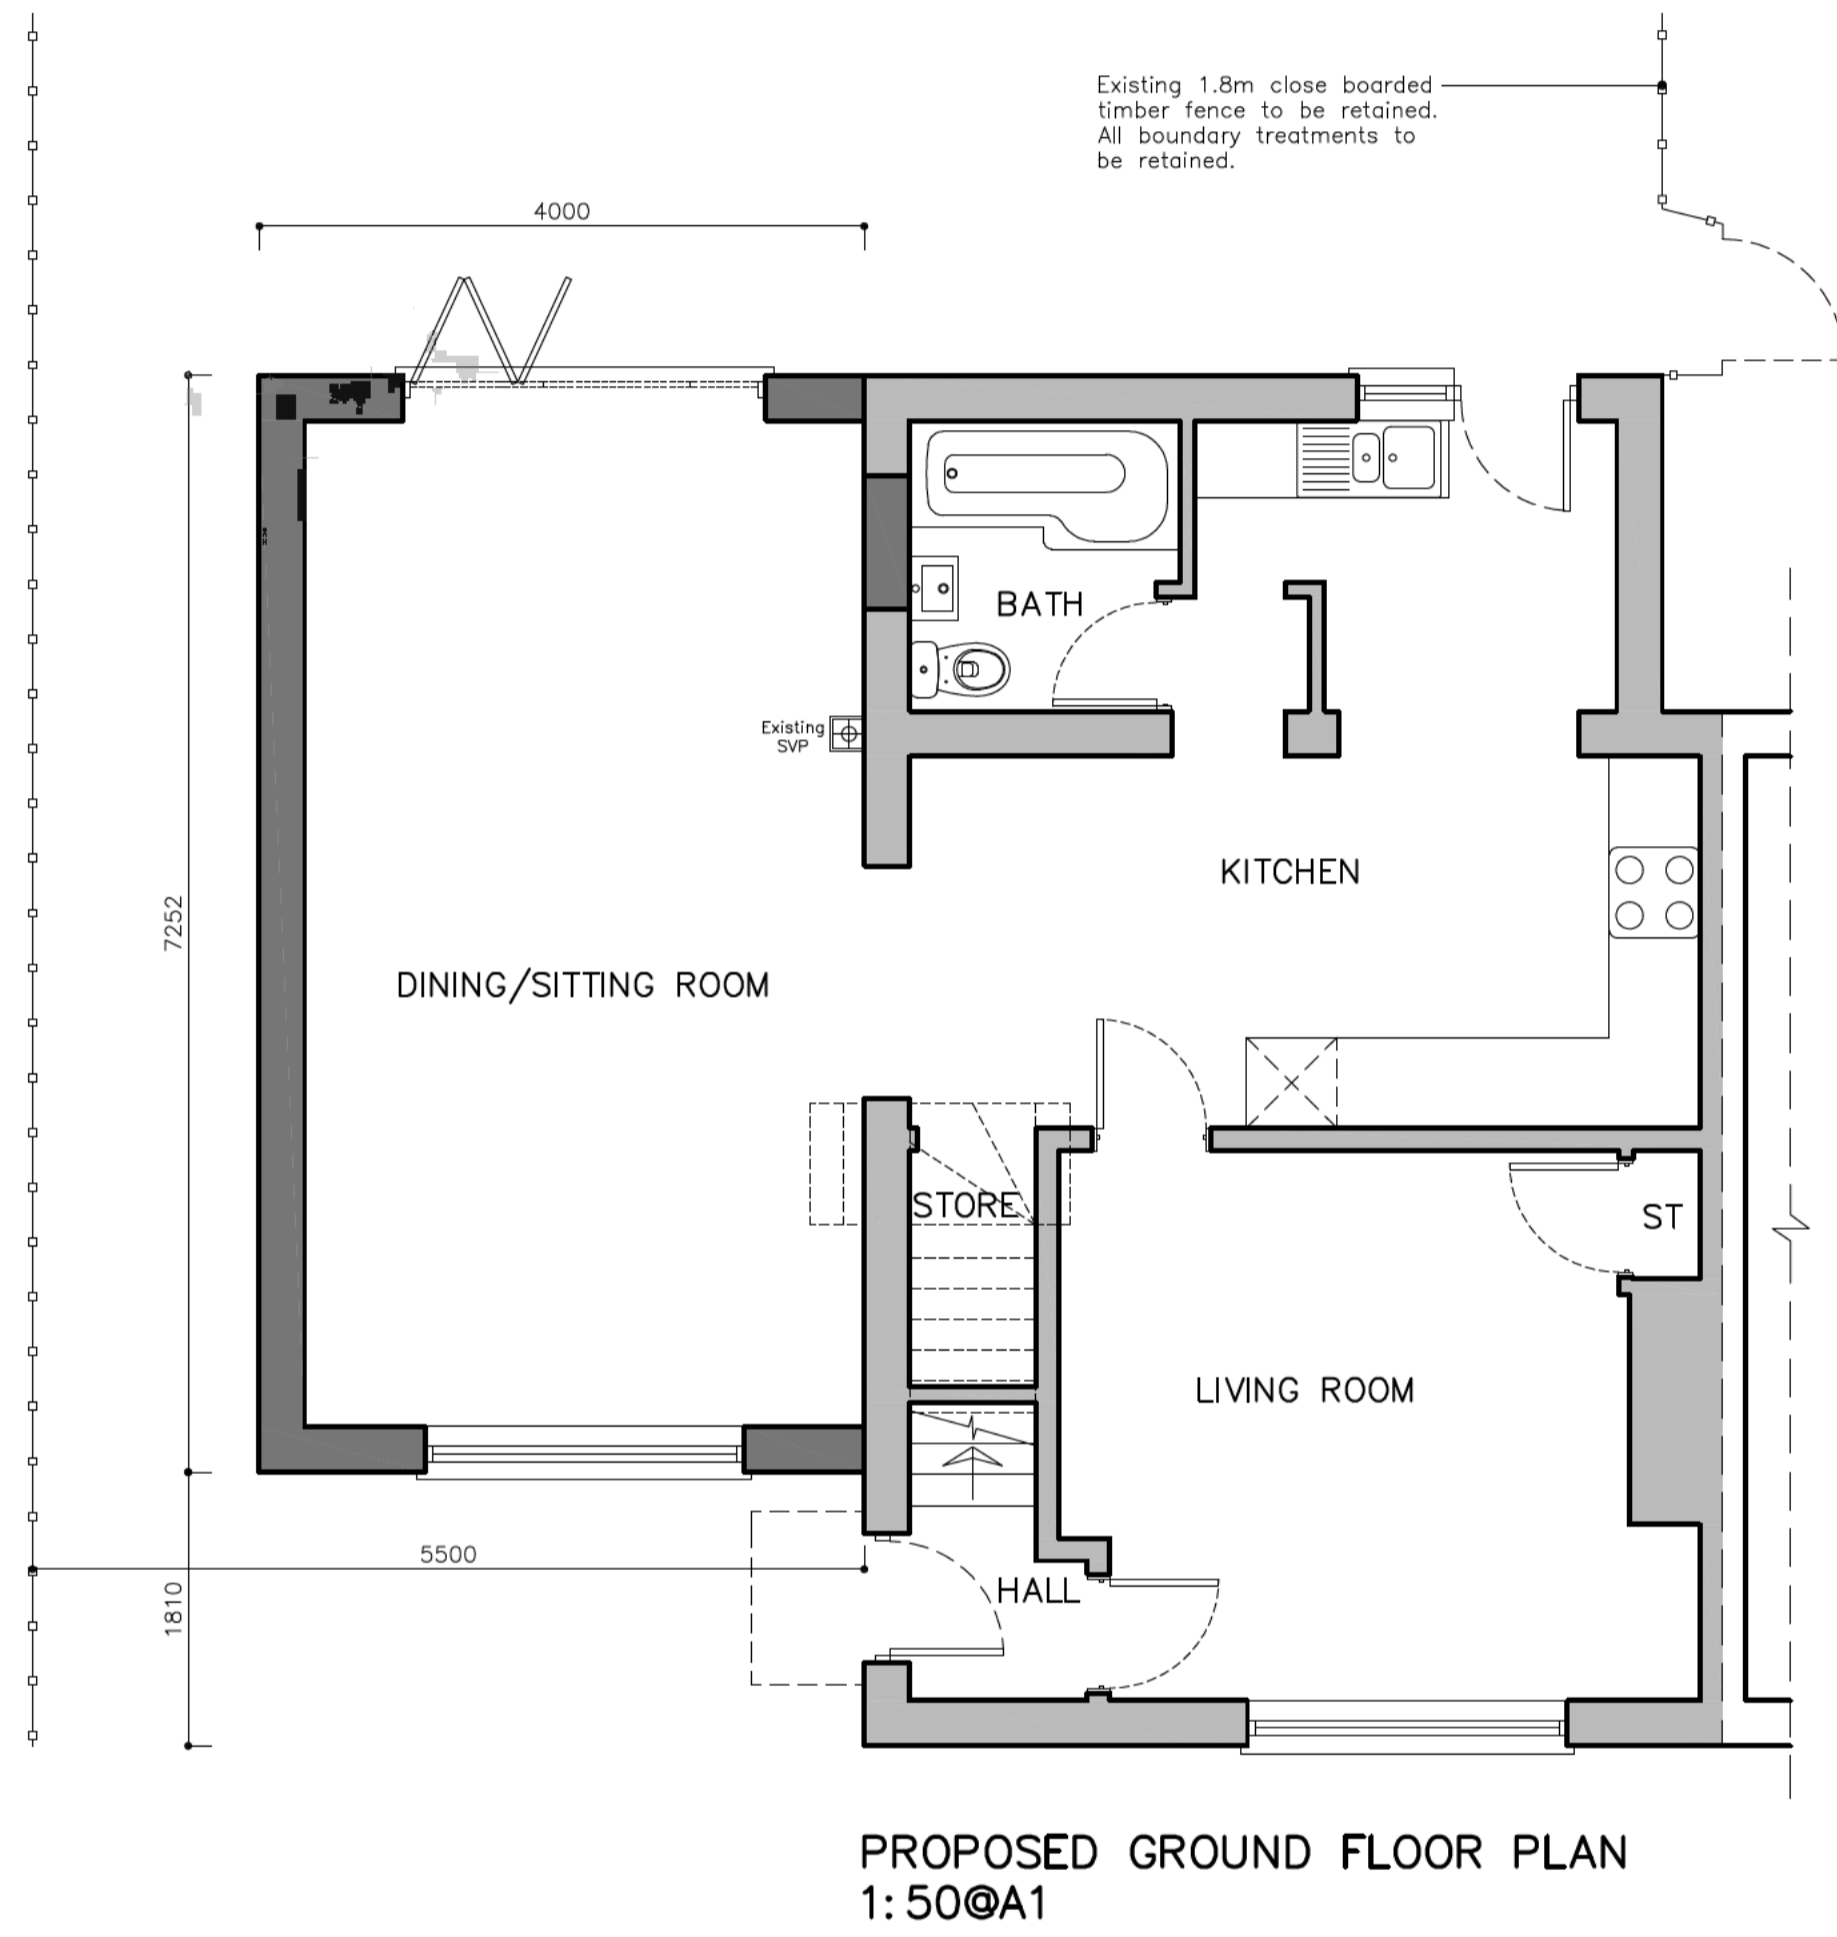 Existing 1.8m close boarded
timber fence to be retained.
All boundary treatments to
be retained.
4000
BATH
Existing
SVP
KITCHEN
7252
DINING/SITTING ROOM
STORE
ST
LIVING ROOM
5500
HALL
1810
PROPOSED GROUND FLOOR PLAN
1:50@A1